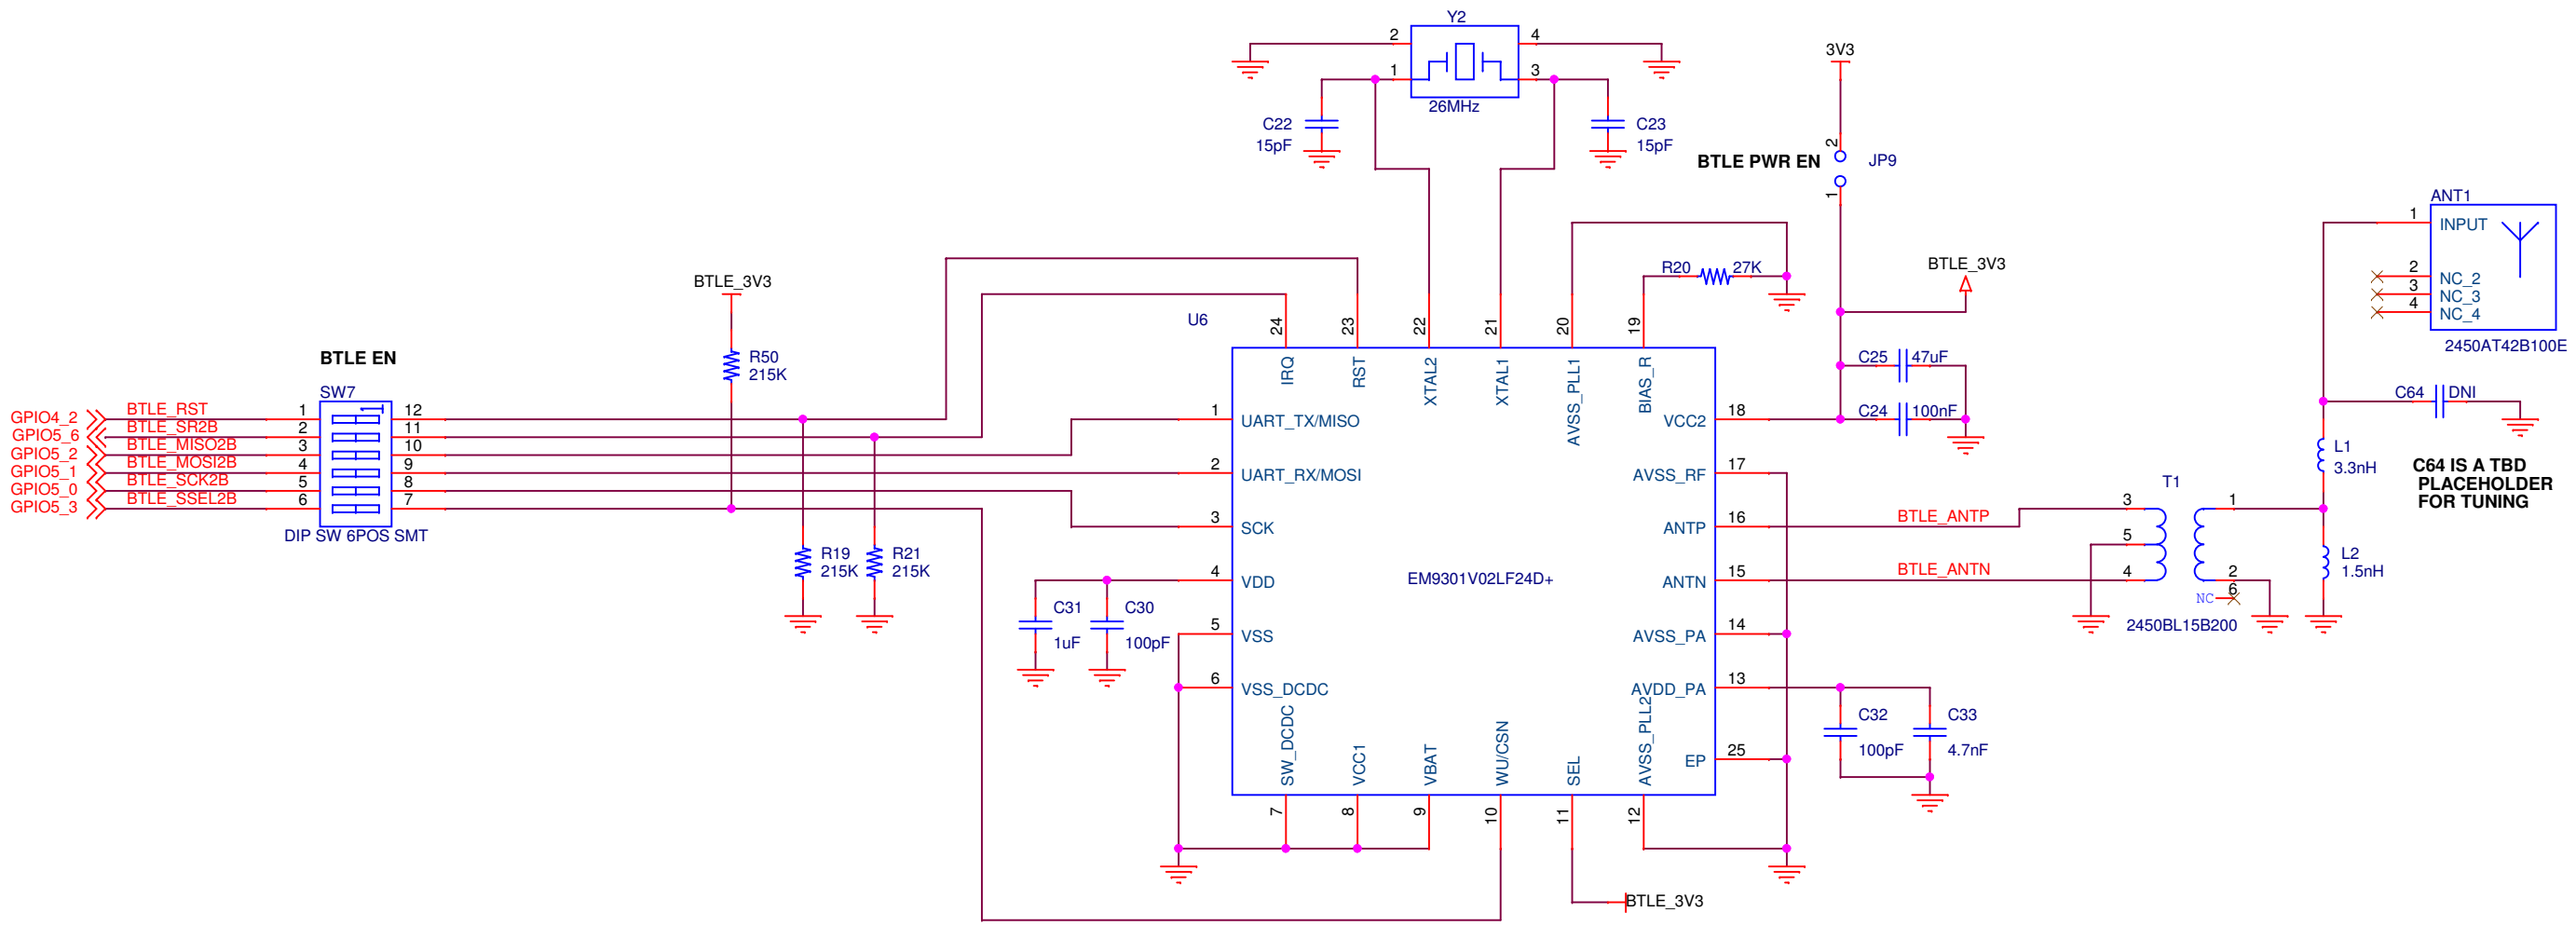 Y2
2
4
1
3
26MHz
C22
15pF
C23
15pF
3V3
2
BTLE PWR EN
JP9
1
ANT1
1
INPUT
2
NC_2
3
NC_3
4
NC_4
2450AT42B100E
R20
27K
BTLE_3V3
BTLE_3V3
U6
24
23
22
21
20
19
IRQ
RST
XTAL2
XTAL1
AVSS_PLL1
BIAS_R
R50
215K
BTLE EN
SW7
GPIO4_2
BTLE_RST
1
12
GPIO5_6
BTLE_SR2B
2
11
GPIO5_2
BTLE_MISO2B
3
10
GPIO5_1
BTLE_MOSI2B
4
9
GPIO5_0
BTLE_SCK2B
5
8
GPIO5_3
BTLE_SSEL2B
6
7
1
DIP SW 6POS SMT
R19
215K
R21
215K
1
UART_TX/MISO
2
UART_RX/MOSI
3
SCK
4
VDD
5
VSS
6
VSS_DCDC
EM9301V02LF24D+
C31
1uF
C30
100pF
VCC2
18
AVSS_RF
17
ANTP
16
ANTN
15
AVSS_PA
14
AVDD_PA
13
EP
25
C25
47uF
C24
100nF
BTLE_ANTP
BTLE_ANTN
T1
3
5
4
1
2
6
NC
2450BL15B200
C64
DNI
L1
3.3nH
L2
1.5nH
C64 IS A TBD
PLACEHOLDER
FOR TUNING
C32
100pF
C33
4.7nF
SW_DCDC
VCC1
VBAT
WU/CSN
SEL
AVSS_PLL2
7
8
9
10
11
12
BTLE_3V3